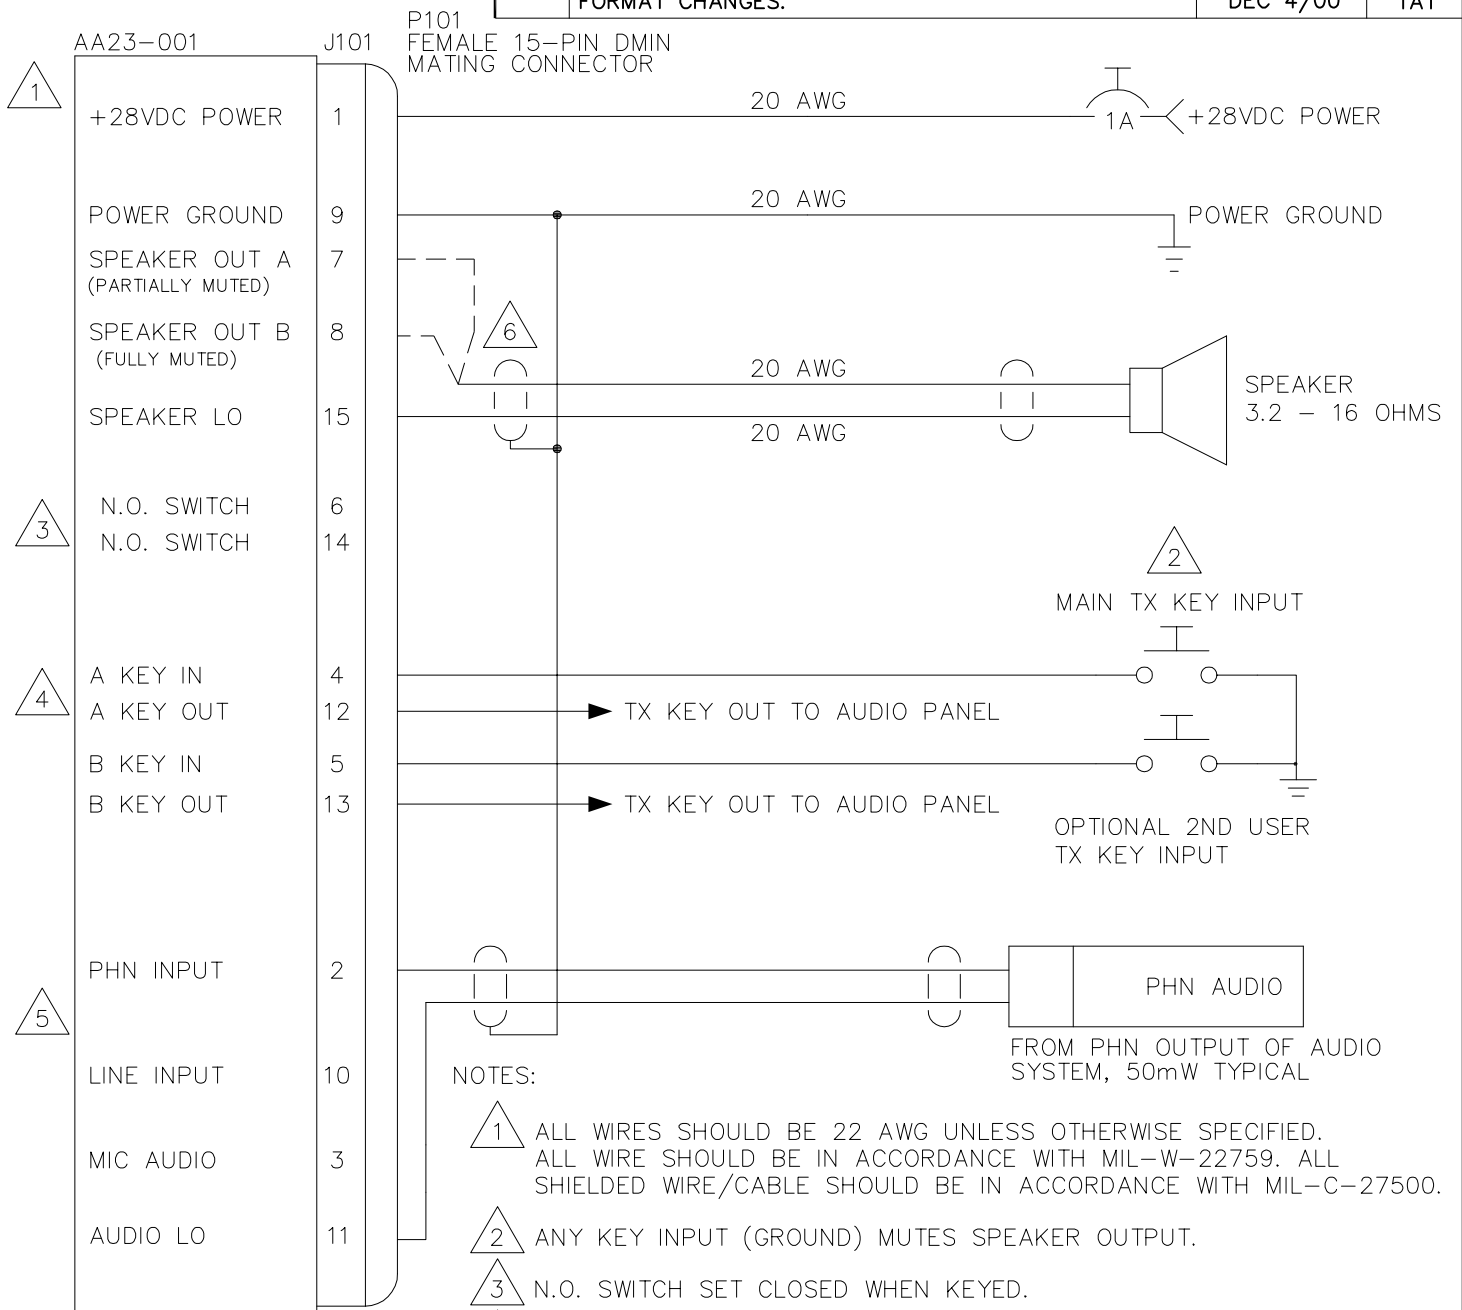 FORMAT CHANGES. DEC 4/00 TAT
P101
AA23-001 J101 FEMALE 15-PIN DMIN
MATING CONNECTOR
1
+28VDC POWER 1 20 AWG 1A +28VDC POWER
POWER GROUND 9 20 AWG POWER GROUND
SPEAKER OUT A 7
(PARTIALLY MUTED)
SPEAKER OUT B 8 6
(FULLY MUTED)
20 AWG
SPEAKER
3.2 - 16 OHMS
SPEAKER LO 15
20 AWG
N.O. SWITCH 6
3
N.O. SWITCH 14
2
MAIN TX KEY INPUT
A KEY IN 4
4
A KEY OUT 12 TX KEY OUT TO AUDIO PANEL
B KEY IN 5
B KEY OUT 13 TX KEY OUT TO AUDIO PANEL
OPTIONAL 2ND USER
TX KEY INPUT
PHN INPUT 2
PHN AUDIO
5
FROM PHN OUTPUT OF AUDIO
SYSTEM, 50mW TYPICAL
LINE INPUT 10
NOTES:
1 ALL WIRES SHOULD BE 22 AWG UNLESS OTHERWISE SPECIFIED.
ALL WIRE SHOULD BE IN ACCORDANCE WITH MIL-W-22759. ALL
SHIELDED WIRE/CABLE SHOULD BE IN ACCORDANCE WITH MIL-C-27500.
MIC AUDIO 3
AUDIO LO 11
2 ANY KEY INPUT (GROUND) MUTES SPEAKER OUTPUT.
3 N.O. SWITCH SET CLOSED WHEN KEYED.